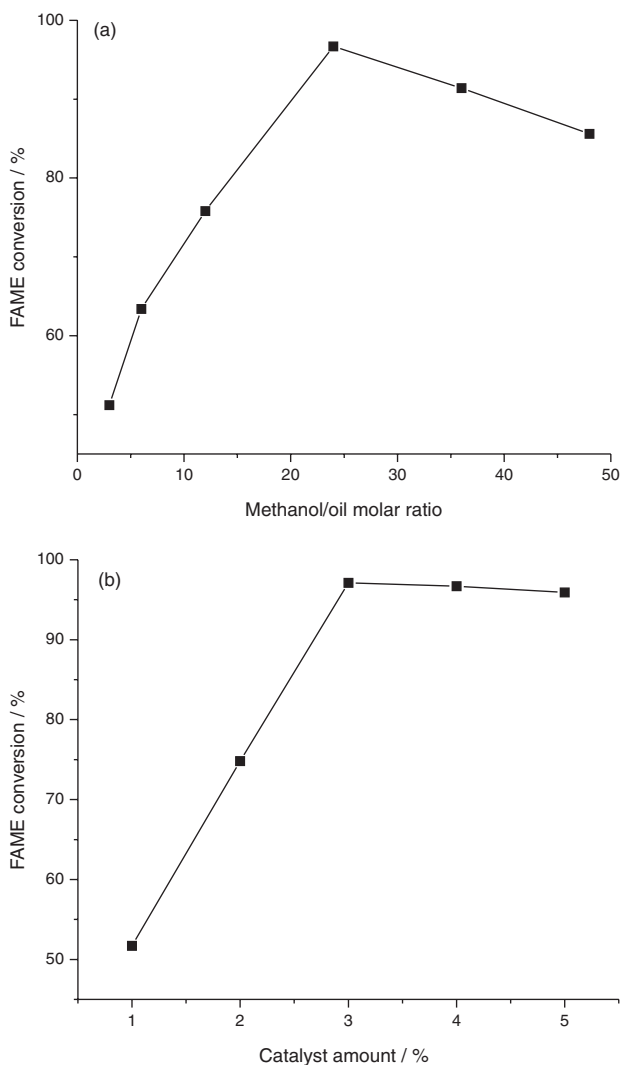 (a)
100
80
60
FAME conversion / %
0 10 20 30 40 50
Methanol/oil molar ratio
(b)
100
90
80
70
60
50
FAME conversion / %
1 2 3 4 5
Catalyst amount / %